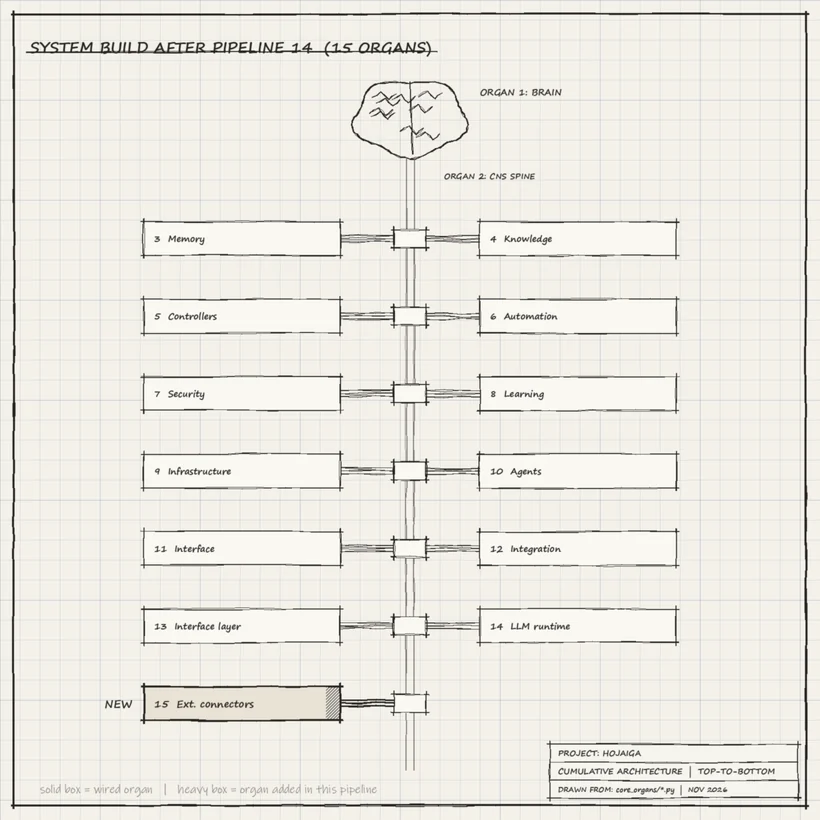 SYSTEM BUILD AFTER PIPELINE 14 (15 ORGANS)
ORGAN 1: BRAIN
ORGAN 2: CNS SPINE
3 Memory
4 Knowledge
5 Controllers
6 Automation
7 Security
8 Learning
9 Infrastructure
10 Agents
11 Interface
12 Integration
13 Interface layer
14 LLM runtime
NEW
15 Ext. connectors
PROJECT: HOJAIGA
CUMULATIVE ARCHITECTURE | TOP-TO-BOTTOM
DRAWN FROM: core_organs/*.py | NOV 2026
solid box = wired organ | heavy box = organ added in this pipeline